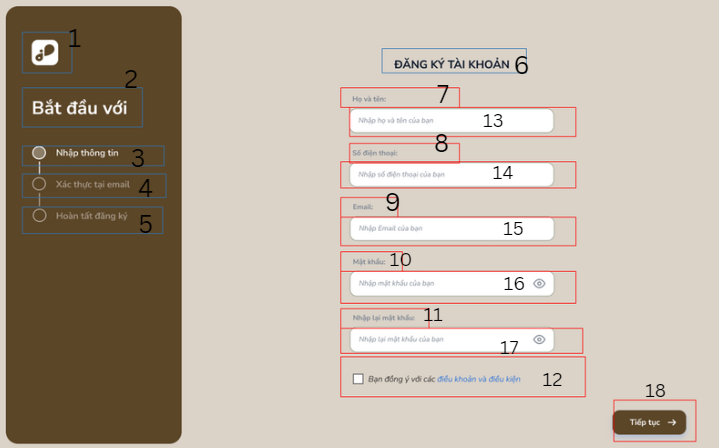 1
2
Bắt đầu với
Nhập thông tin
3
Xác thực tại email
4
Hoàn tất đăng ký
5
ĐĂNG KÝ TÀI KHOẢN 6
Họ và tên: 7
Nhập họ và tên của bạn 13
Số điện thoại: 8
Nhập số điện thoại của bạn 14
Email: 9
Nhập Email của bạn 15
Mật khẩu: 10
Nhập mật khẩu của bạn 16
Nhập lại mật khẩu: 11
Nhập lại mật khẩu của bạn 17
Bạn đồng ý với các điều khoản và điều kiện 12
18
Tiếp tục